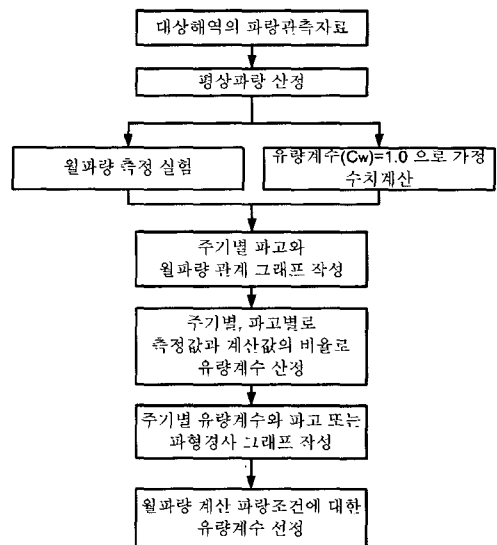 대상해역의 파랑관측자료
평상파랑 산정
월파량 측정 실험
유량계수(Cw)=1.0 으로 가정
수치계산
주기별 파고와
월파량 관계 그래프 작성
주기별, 파고별로
측정값과 계산값의 비율로
유량계수 산정
주기별 유량계수와 파고 또는
파형경사 그래프 작성
월파량 계산 파랑조건에 대한
유량계수 선정